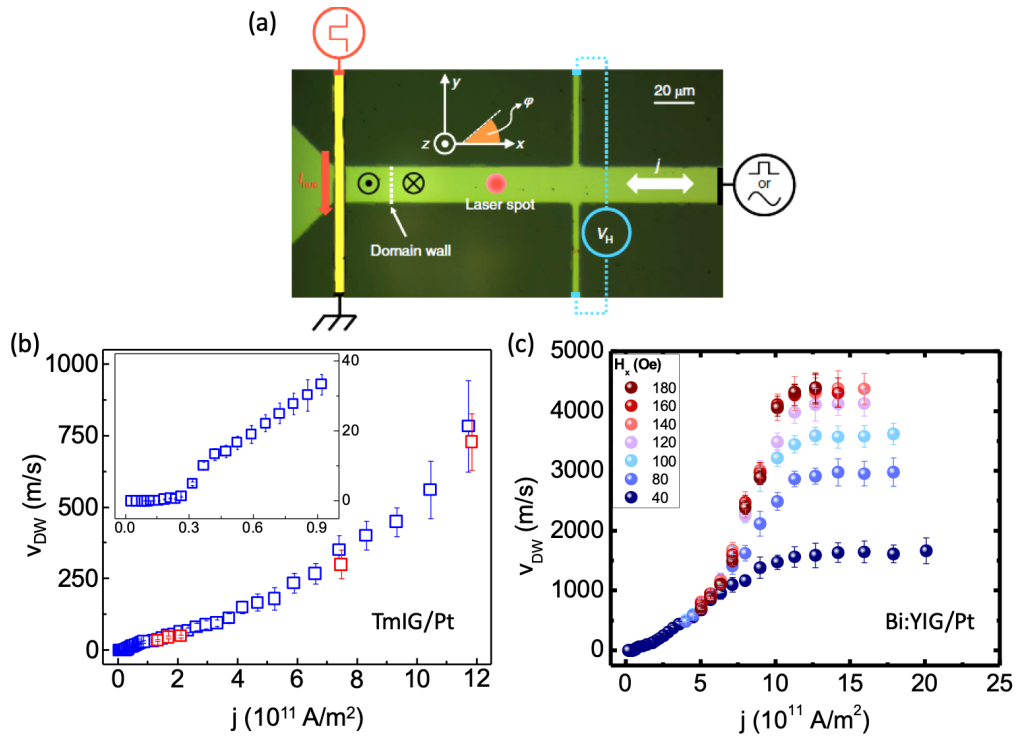 (a)
y
φ
z
x
20 μm
j
or
I_nuc
Laser spot
Domain wall
V_H
(b)
1000
750
500
250
0
v_DW (m/s)
40
20
0
0.0 0.3 0.6 0.9
TmIG/Pt
0 2 4 6 8 10 12
j (10^11 A/m^2)
(c)
5000
4000
3000
2000
1000
0
v_DW (m/s)
H_x (Oe)
180
160
140
120
100
80
40
Bi:YIG/Pt
0 5 10 15 20 25
j (10^11 A/m^2)